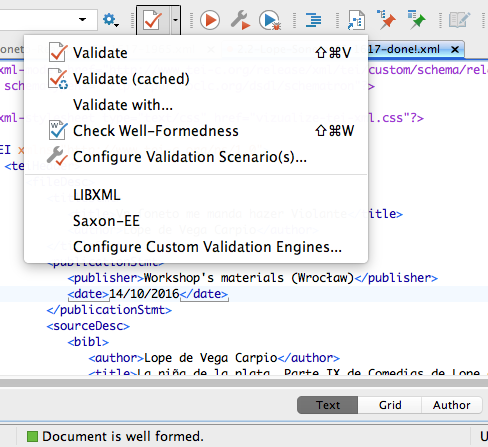 onet
17-done!.xml ×
Validate ⇧⌘V
Validate (cached)
Validate with...
Check Well-Formedness ⇧⌘W
Configure Validation Scenario(s)...
LIBXML
Saxon-EE
Configure Custom Validation Engines...
xml-
custom/schema/rel
sc
xml-st
l.css"?>
EI x
<te
title>
<publicationStmt>
<publisher>Workshop's materials (Wrocław)</publisher>
<date>14/10/2016</date>
</publicationStmt>
<sourceDesc>
<bibl>
<author>Lope de Vega Carpio</author>
<title>La niña de la plata. Parte IX de Comedias de Lope
Text Grid Author
Document is well formed. U